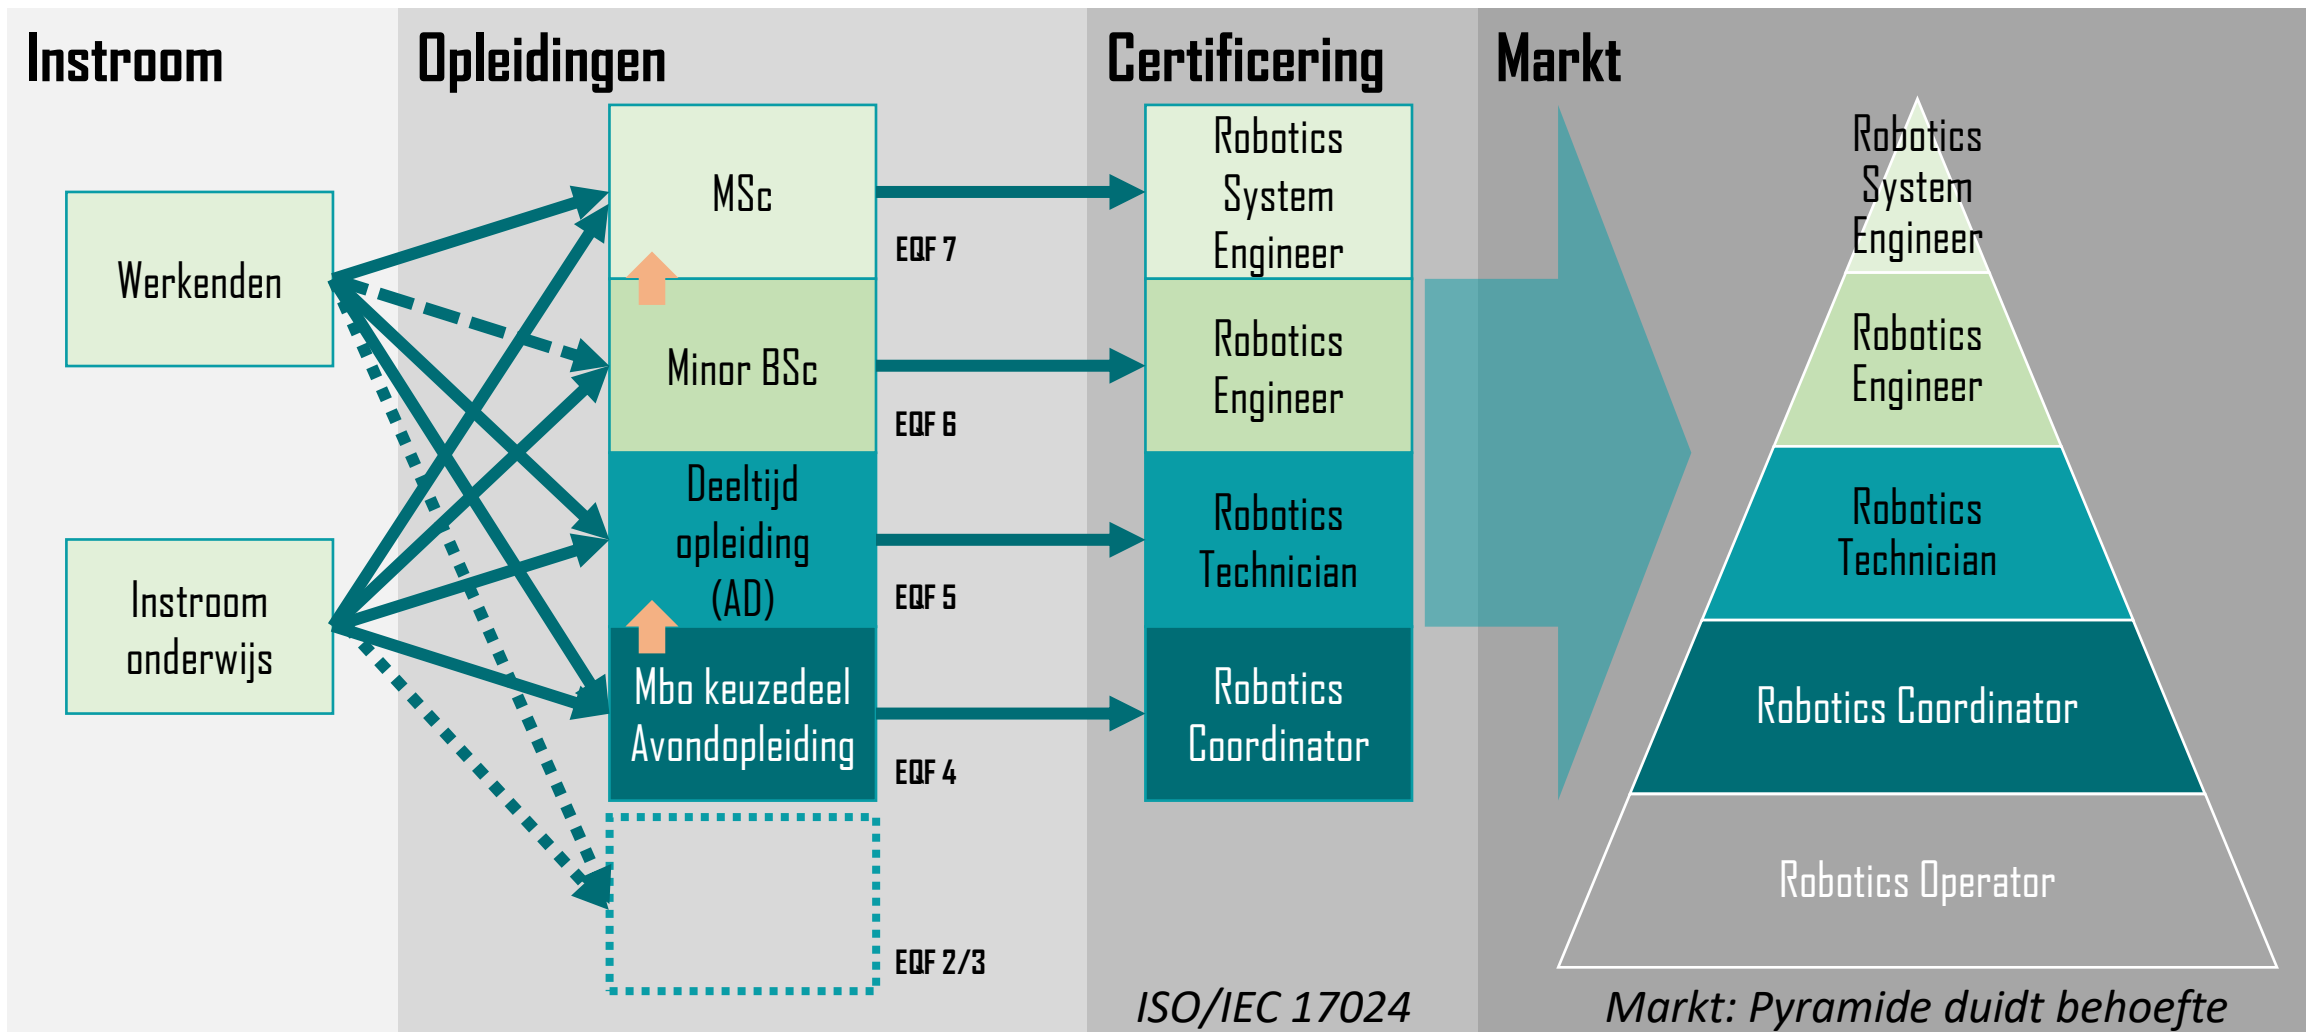 Instroom
Opleidingen
Certificering
Markt
Werkenden
Instroom
onderwijs
MSc
EQF 7
Minor BSc
EQF 6
Deeltijd
opleiding
(AD)
EQF 5
Mbo keuzedeel
Avondopleiding
EQF 4
EQF 2/3
Robotics
System
Engineer
Robotics
Engineer
Robotics
Technician
Robotics
Coordinator
ISO/IEC 17024
Robotics
System
Engineer
Robotics
Engineer
Robotics
Technician
Robotics Coordinator
Robotics Operator
Markt: Pyramide duidt behoefte